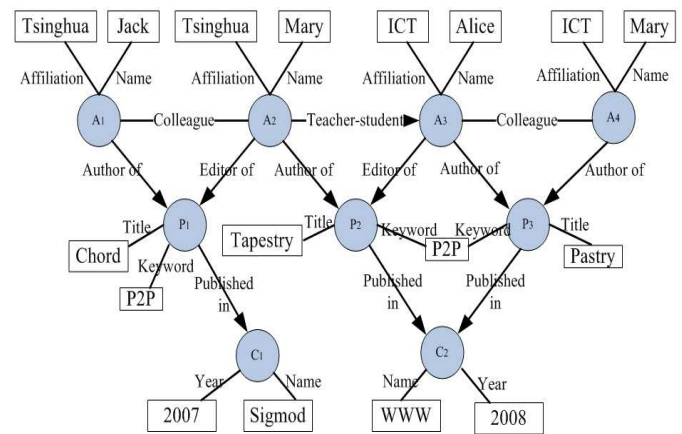 Tsinghua Jack Tsinghua Mary ICT Alice ICT Mary
Affiliation Name Affiliation Name Affiliation Name Affiliation Name
A1 Colleague A2 Teacher-student A3 Colleague A4
Author of Editor of Author of Editor of Author of Author of
P1 P2 P3
Title Title Keyword Keyword Title
Chord Tapestry P2P Pastry
Keyword
P2P
Published
in
Published
in
Published
in
C1 C2
Year Name Name Year
2007 Sigmod WWW 2008